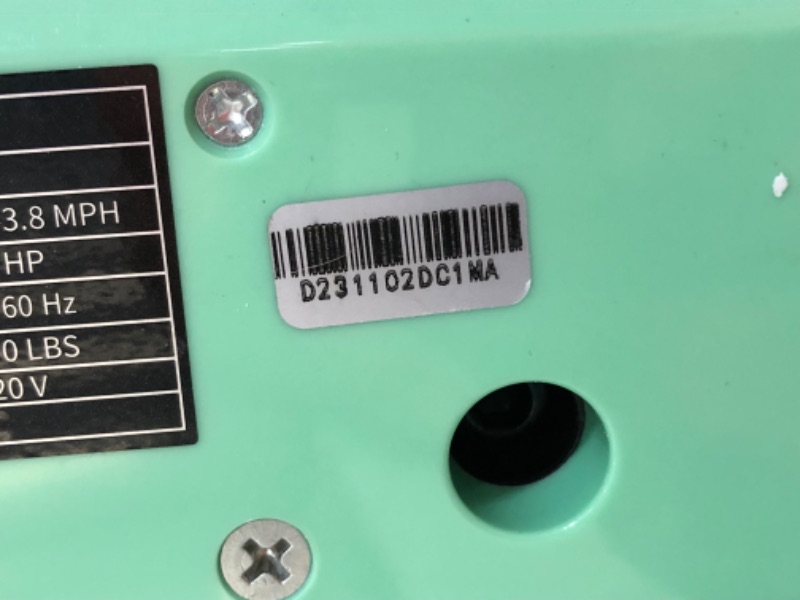 3.8 MPH
HP
60 Hz
0 LBS
20 V
D231102DC1MA